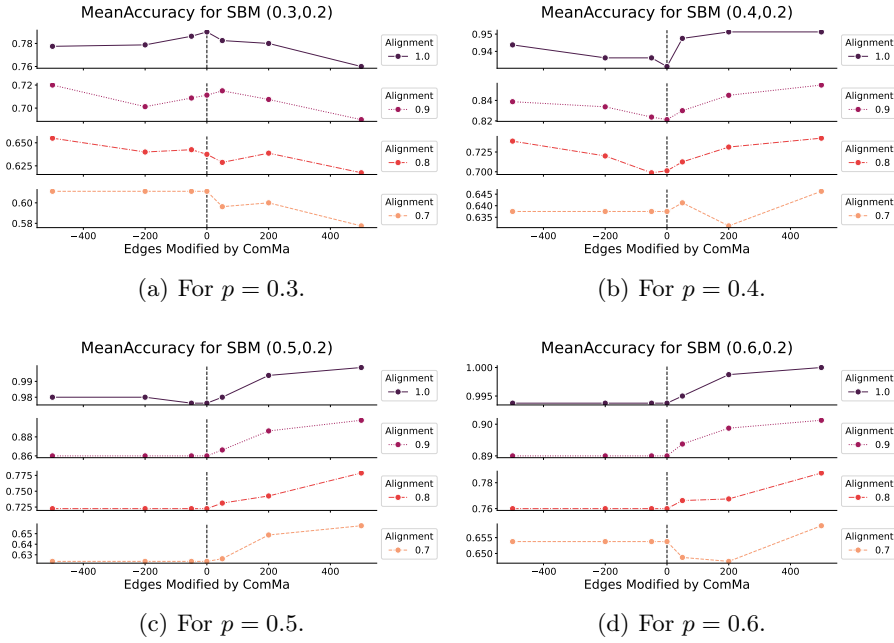 MeanAccuracy for SBM (0.3,0.2)
0.78
0.76
Alignment
1.0
0.72
0.70
Alignment
0.9
0.650
0.625
Alignment
0.8
0.60
0.58
Alignment
0.7
−400 −200 0 200 400
Edges Modified by ComMa
(a) For p = 0.3.
MeanAccuracy for SBM (0.4,0.2)
0.95
0.94
Alignment
1.0
0.84
0.82
Alignment
0.9
0.725
0.700
Alignment
0.8
0.645
0.640
0.635
Alignment
0.7
−400 −200 0 200 400
Edges Modified by ComMa
(b) For p = 0.4.
MeanAccuracy for SBM (0.5,0.2)
0.99
0.98
Alignment
1.0
0.88
0.86
Alignment
0.9
0.775
0.750
0.725
Alignment
0.8
0.65
0.64
0.63
Alignment
0.7
−400 −200 0 200 400
Edges Modified by ComMa
(c) For p = 0.5.
MeanAccuracy for SBM (0.6,0.2)
1.000
0.995
Alignment
1.0
0.90
0.89
Alignment
0.9
0.78
0.76
Alignment
0.8
0.655
0.650
Alignment
0.7
−400 −200 0 200 400
Edges Modified by ComMa
(d) For p = 0.6.